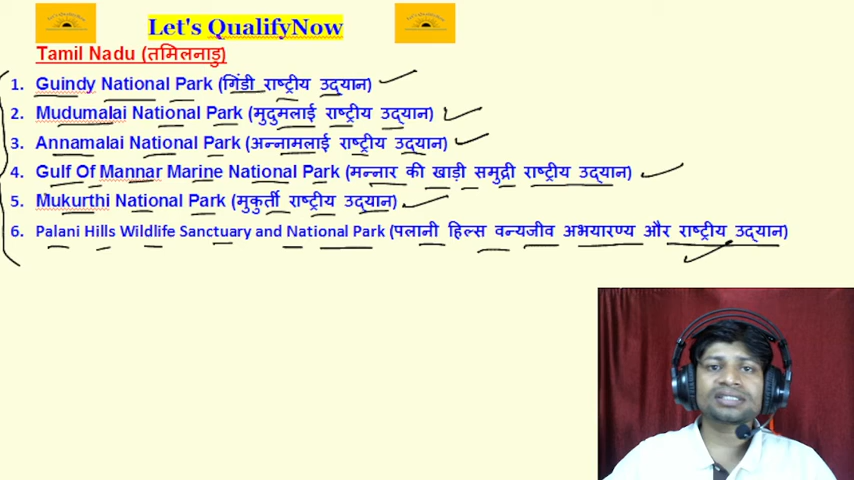 Let's QualifyNow
Tamil Nadu (तमिलनाडु)
1. Guindy National Park (गिंडी राष्ट्रीय उद्यान)
2. Mudumalai National Park (मुदुमलाई राष्ट्रीय उद्यान)
3. Annamalai National Park (अन्नामलाई राष्ट्रीय उद्यान)
4. Gulf Of Mannar Marine National Park (मन्नार की खाड़ी समुद्री राष्ट्रीय उद्यान)
5. Mukurthi National Park (मुकुर्ती राष्ट्रीय उद्यान)
6. Palani Hills Wildlife Sanctuary and National Park (पलानी हिल्स वन्यजीव अभयारण्य और राष्ट्रीय उद्यान)